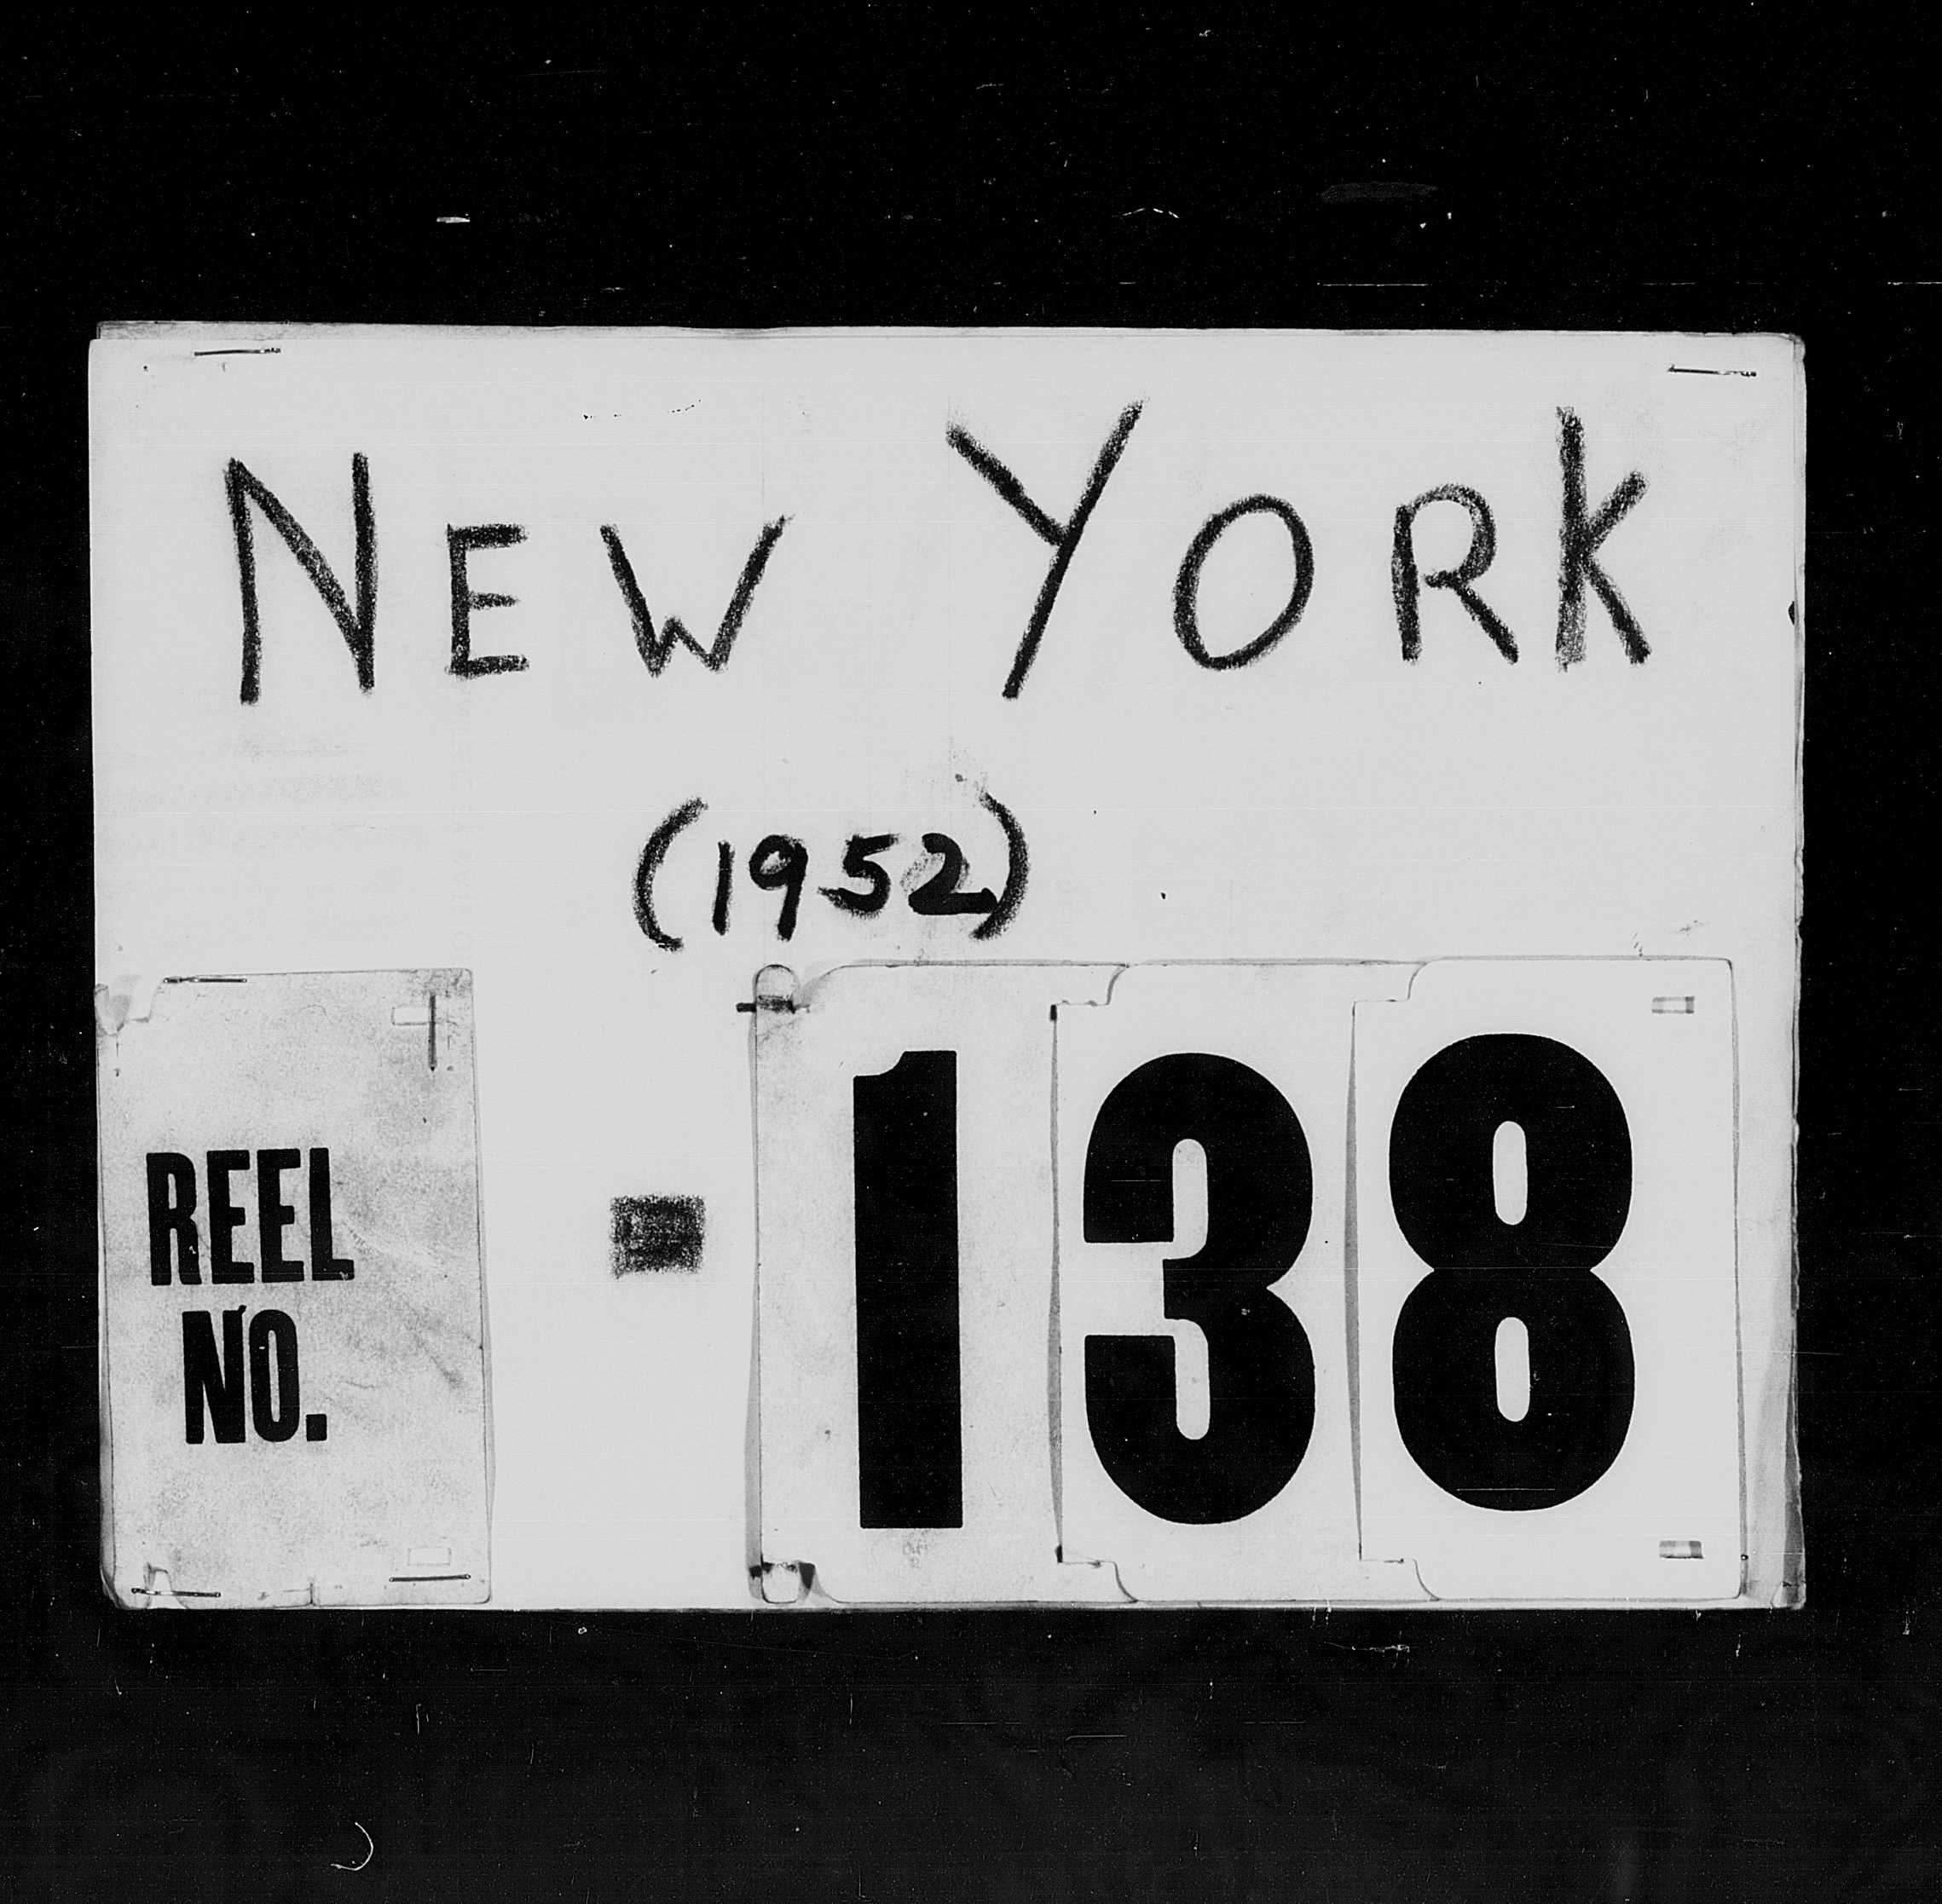 NEW YORK
(1952)
REEL
NO. - 138